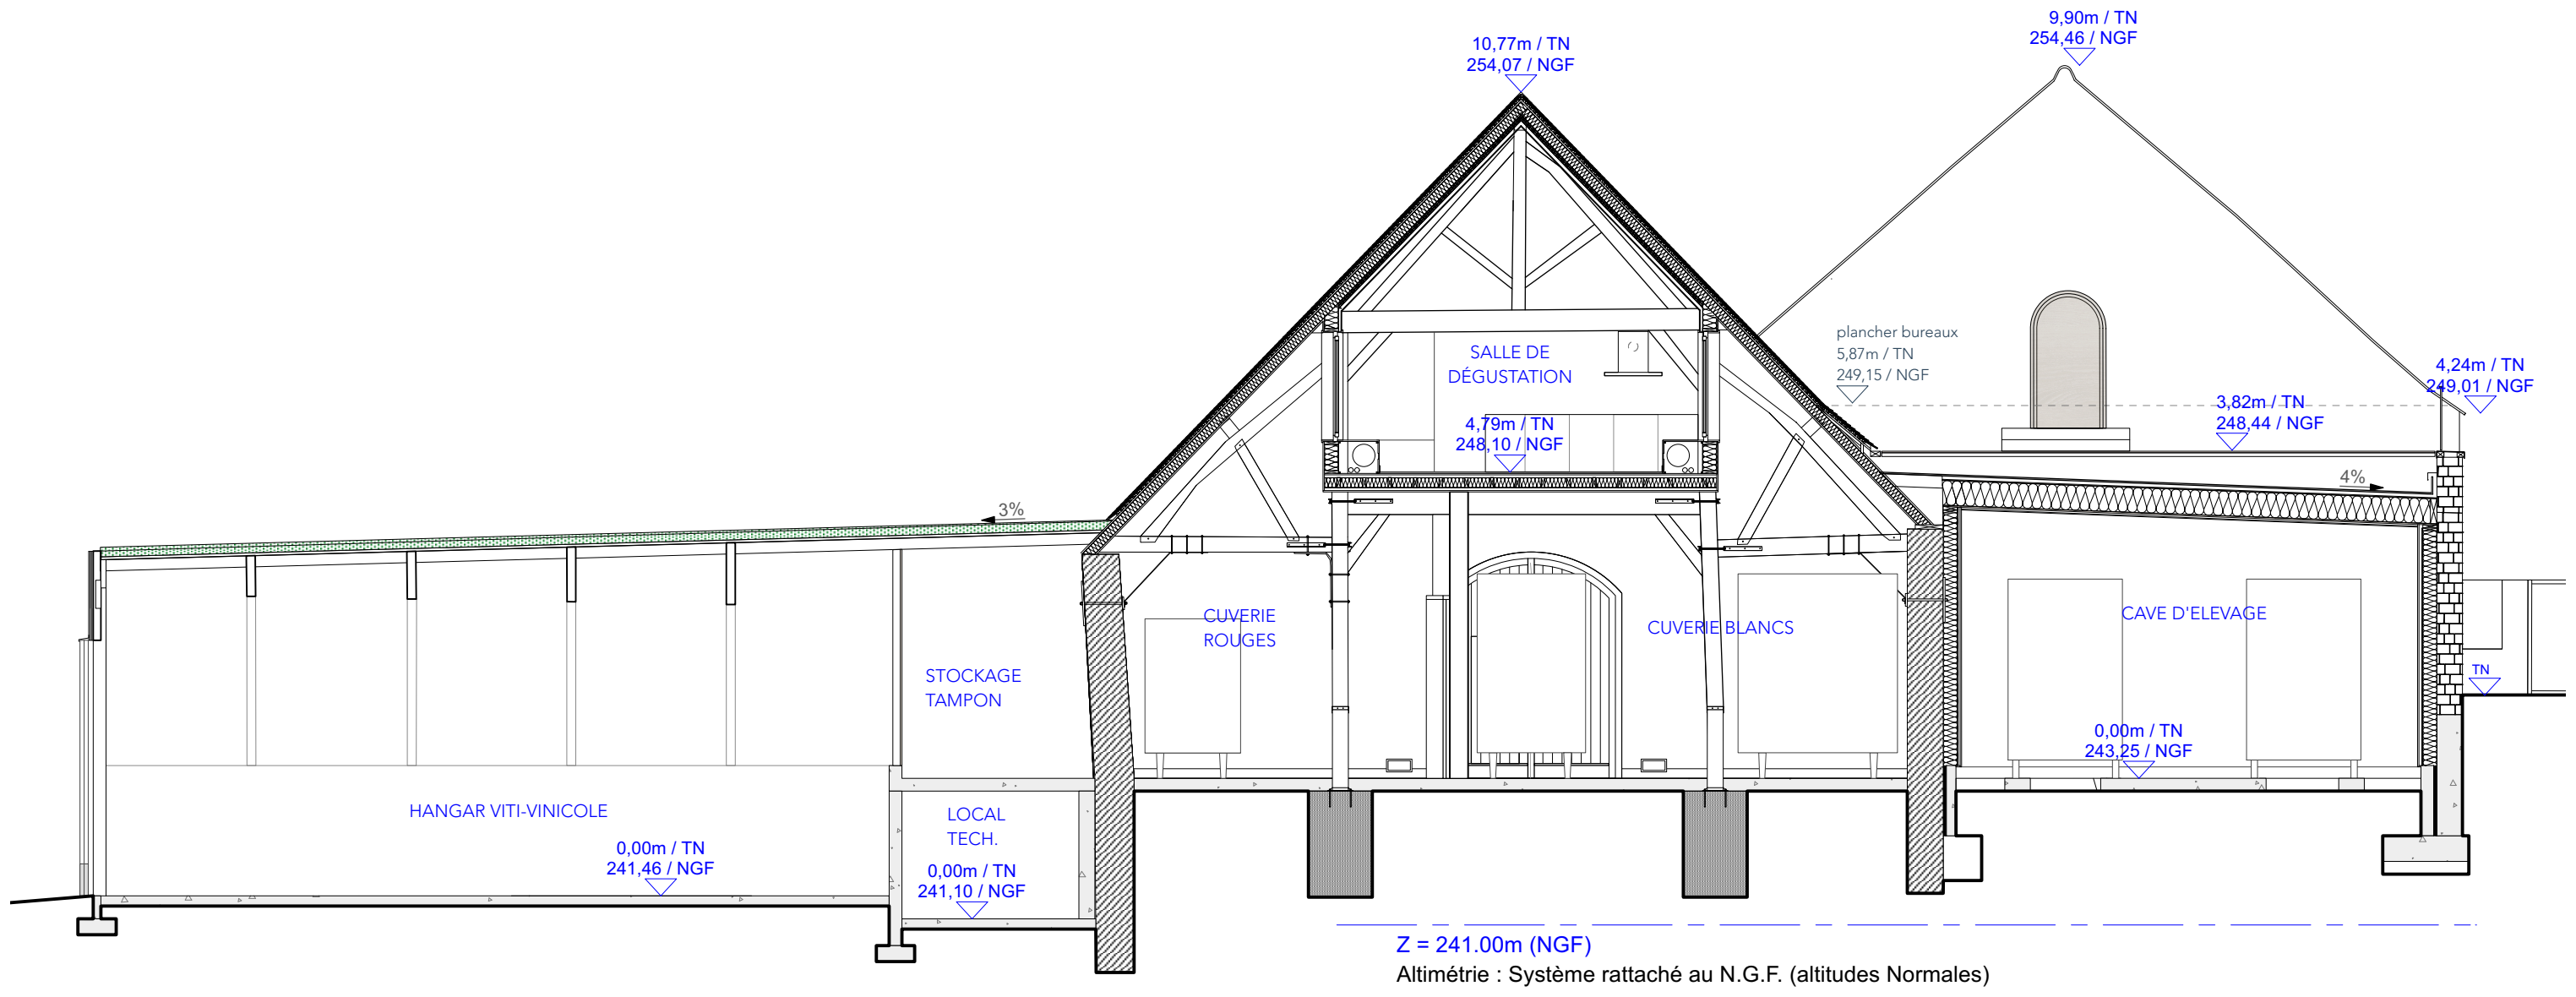 9,90m / TN
254,46 / NGF
10,77m / TN
254,07 / NGF
plancher bureaux
5,87m / TN
249,15 / NGF
SALLE DE
DÉGUSTATION
4,24m / TN
249,01 / NGF
3,82m / TN
248,44 / NGF
4,79m / TN
248,10 / NGF
4%
3%
CUVERIE
ROUGES
CUVERIE BLANCS
CAVE D'ELEVAGE
STOCKAGE
TAMPON
TN
0,00m / TN
243,25 / NGF
HANGAR VITI-VINICOLE
LOCAL
TECH.
0,00m / TN
241,46 / NGF
0,00m / TN
241,10 / NGF
Z = 241.00m (NGF)
Altimétrie : Système rattaché au N.G.F. (altitudes Normales)